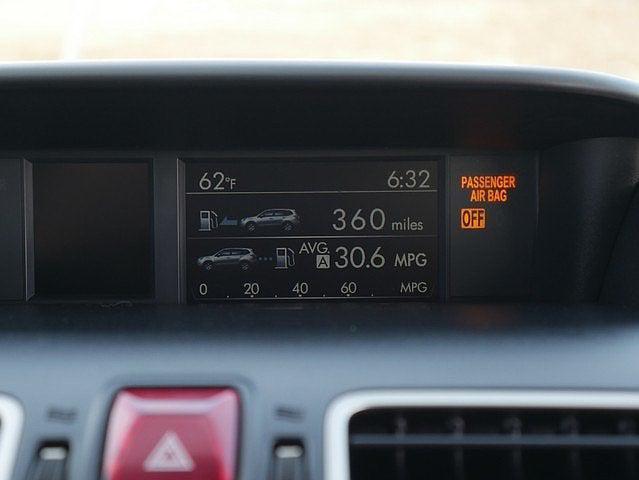 62°F 6:32
PASSENGER
AIR BAG
OFF
360 miles
AVG.
A 30.6 MPG
0 20 40 60 MPG